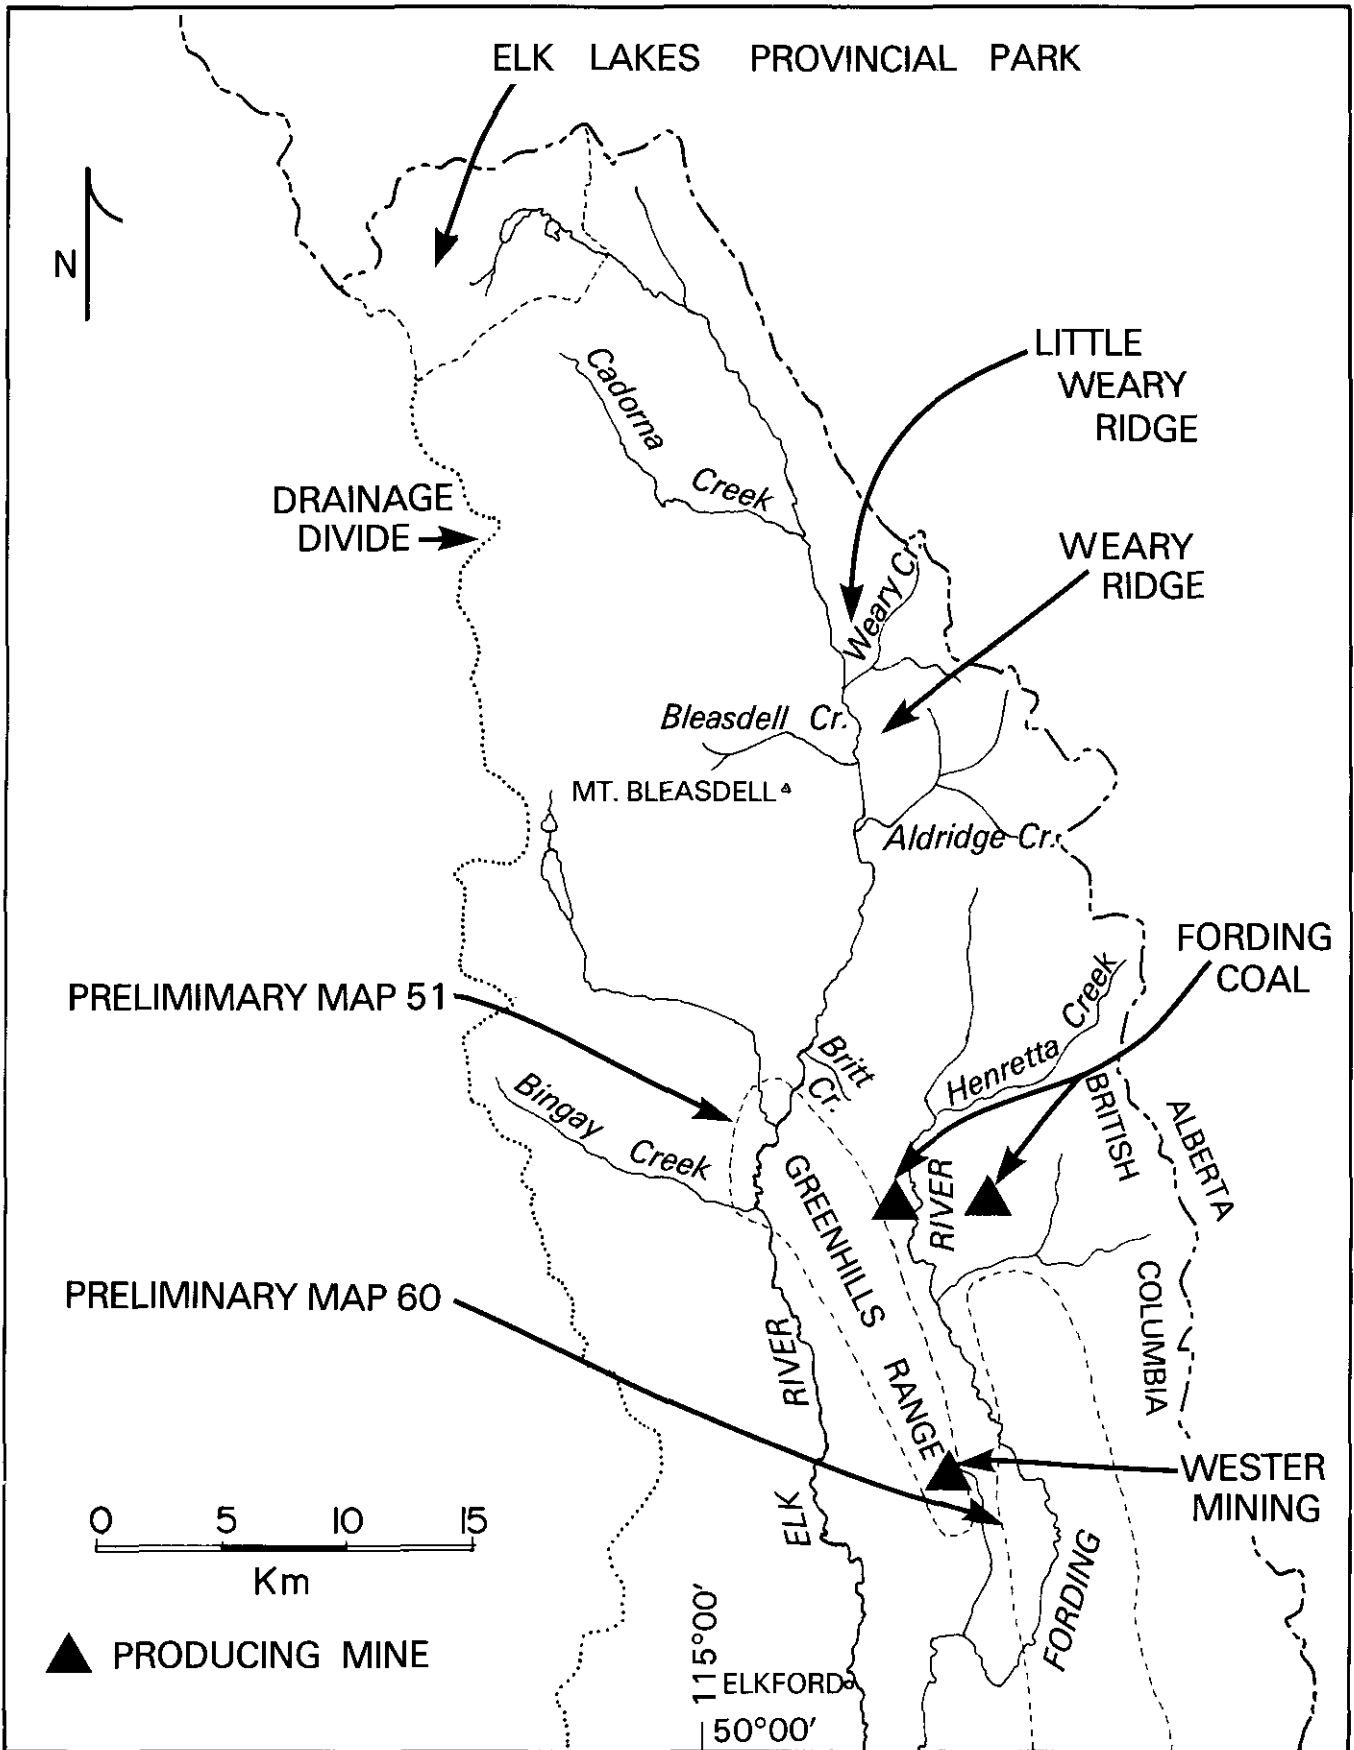 ELK LAKES PROVINCIAL PARK
N
LITTLE
WEARY
RIDGE
Cadorna
Creek
DRAINAGE
DIVIDE
WEARY
RIDGE
Weary Cr.
Bleasdell Cr.
MT. BLEASDELL
Aldridge Cr.
FORDING
COAL
PRELIMIMARY MAP 51
Henretta Creek
Britt
Cr.
Bingay Creek
BRITISH
ALBERTA
GREENHILLS RANGE
RIVER
COLUMBIA
PRELIMINARY MAP 60
ELK RIVER
WESTER
MINING
0 5 10 15
Km
FORDING
PRODUCING MINE
115°00'
ELKFORD
50°00'